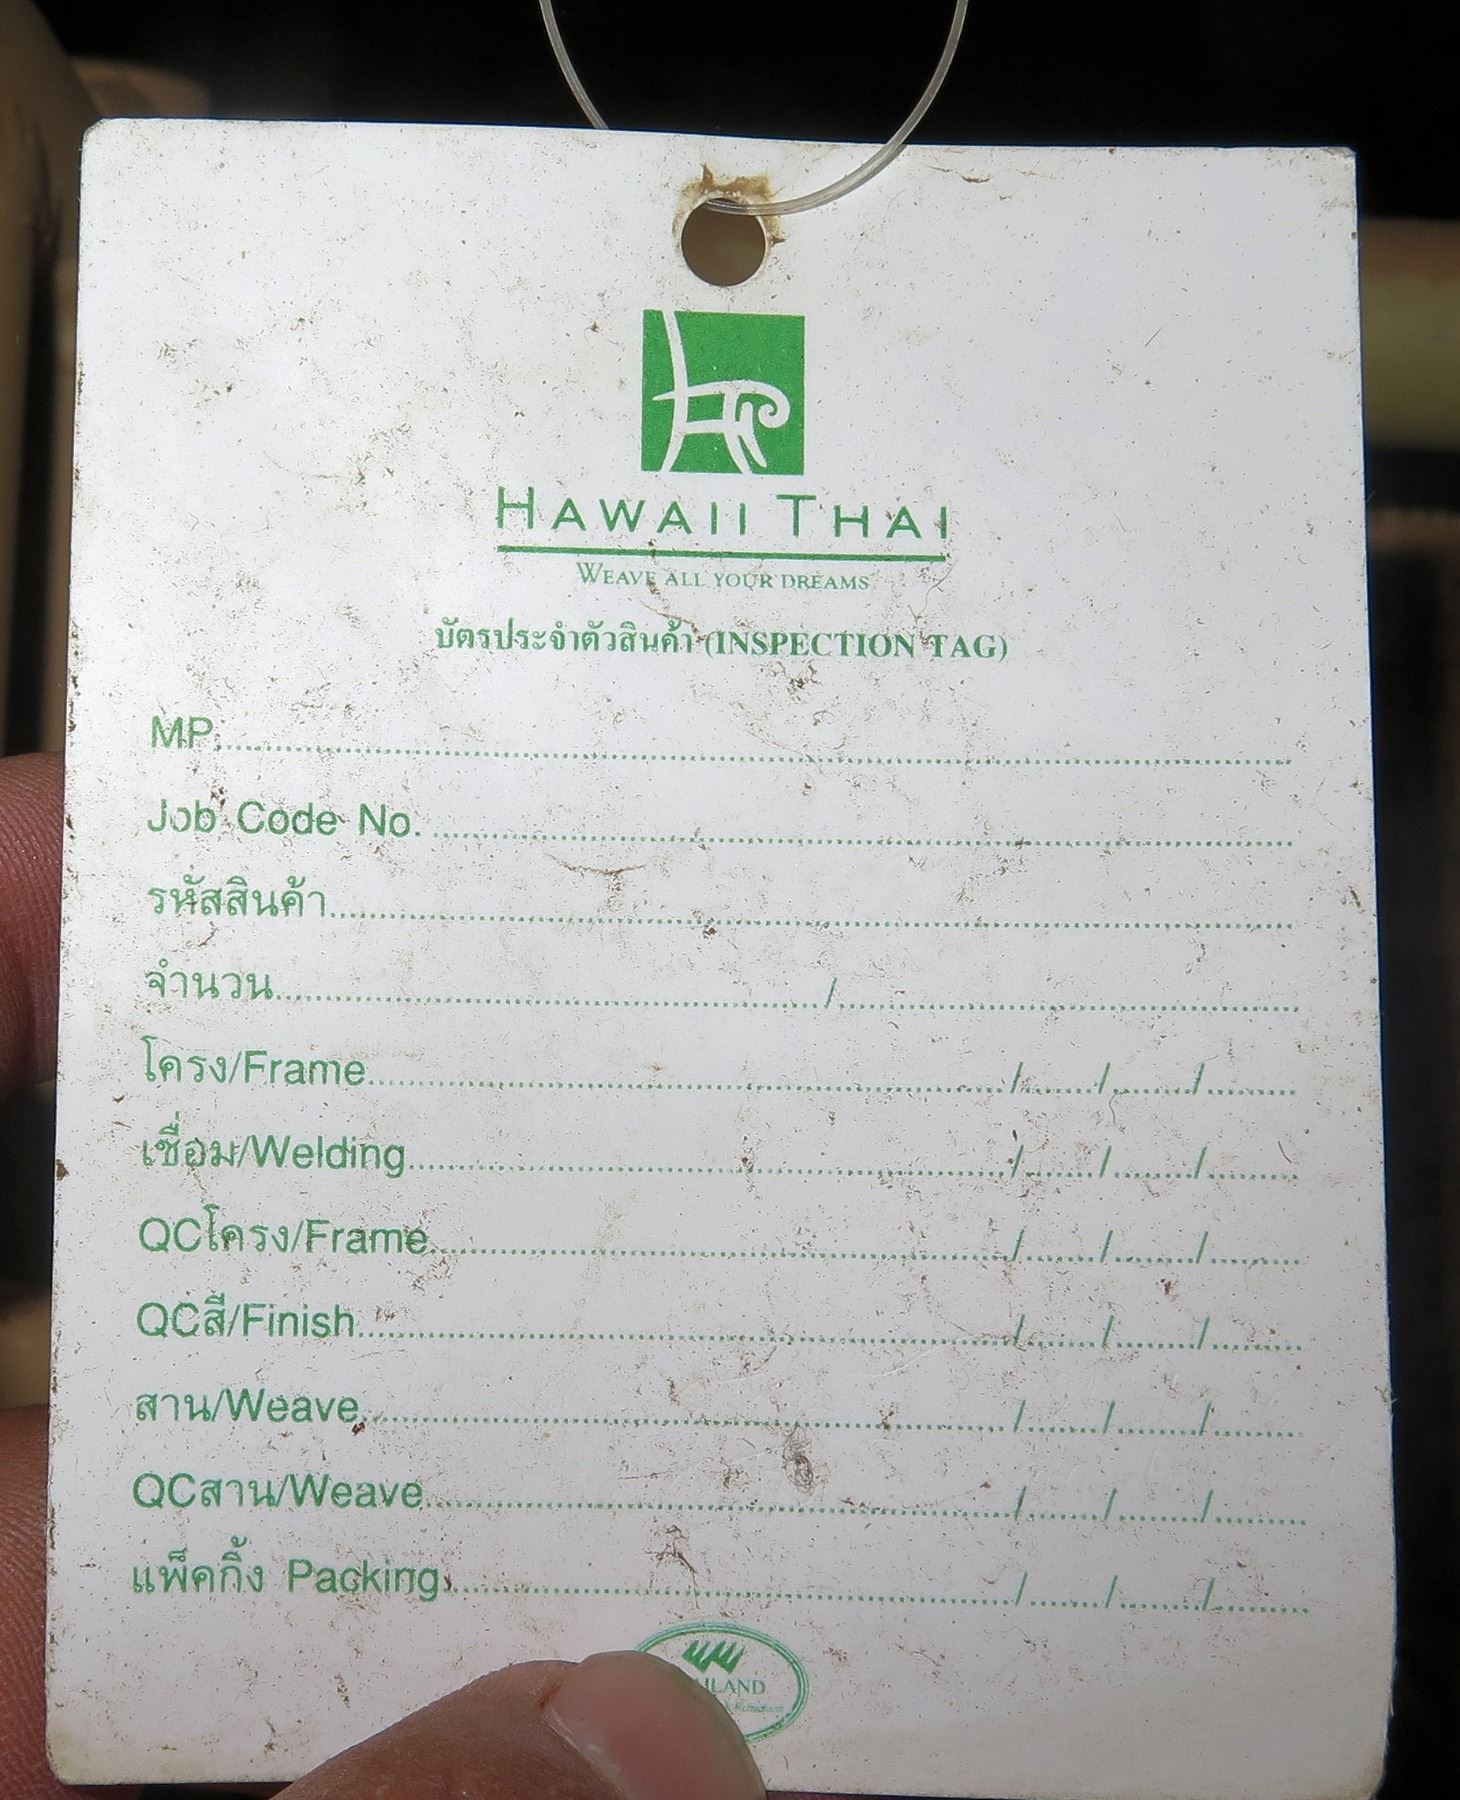 HAWAII THAI
WEAVE ALL YOUR DREAMS
บัตรประจำตัวสินค้า (INSPECTION TAG)
MP
Job Code No.
รหัสสินค้า
จำนวน / 
โครง/Frame / / /
เชื่อม/Welding / / /
QCโครง/Frame / / /
QCสี/Finish / / /
สาน/Weave / / /
QCสาน/Weave / / /
แพ็คกิ้ง Packing / / /